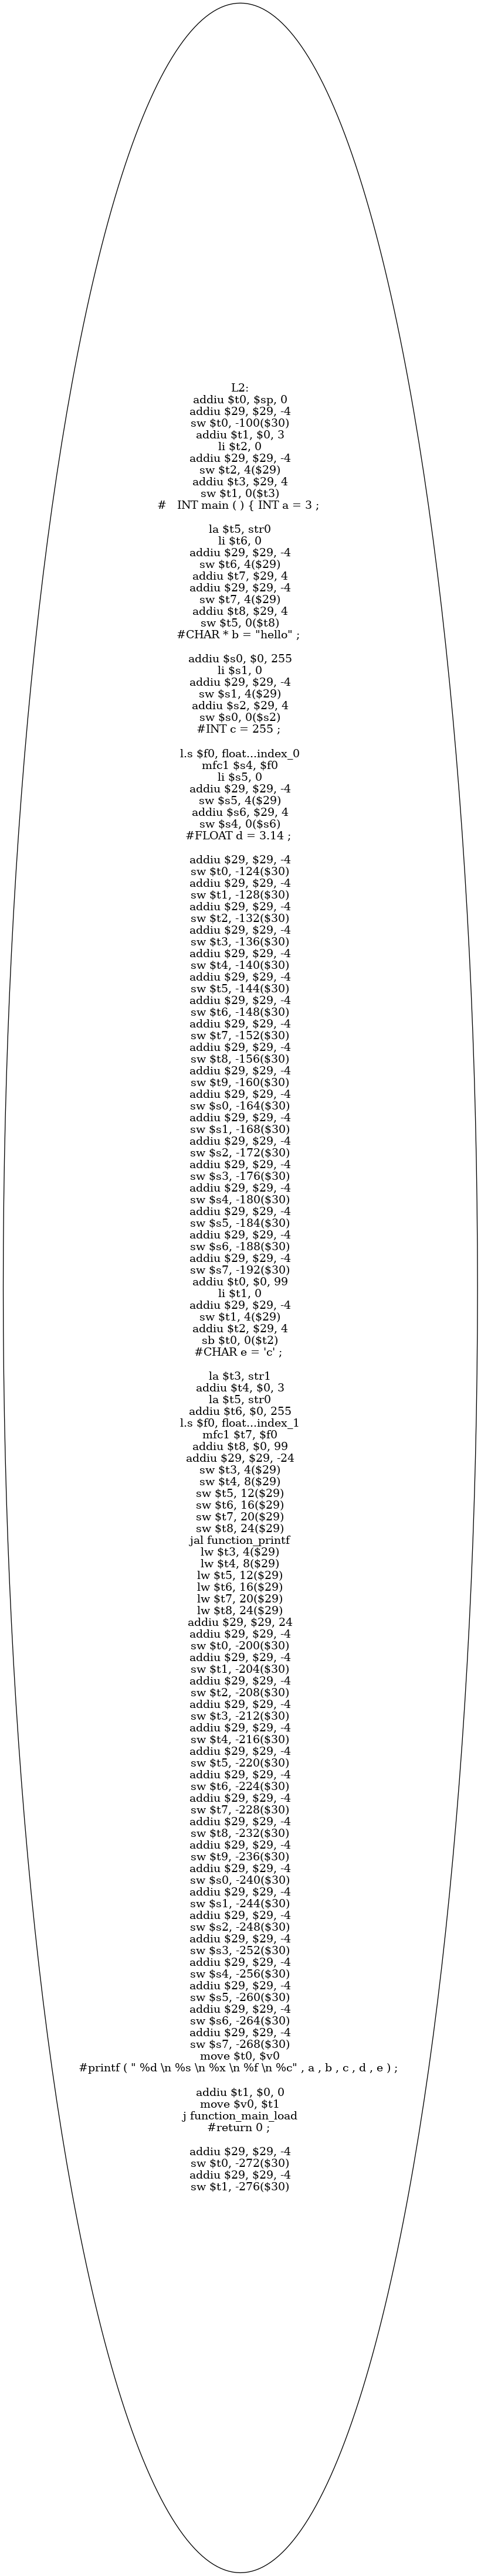 L2:
addiu $t0, $sp, 0
addiu $29, $29, -4
sw $t0, -100($30)
addiu $t1, $0, 3
li $t2, 0
addiu $29, $29, -4
sw $t2, 4($29)
addiu $t3, $29, 4
sw $t1, 0($t3)
#   INT main ( ) { INT a = 3 ;
la $t5, str0
li $t6, 0
addiu $29, $29, -4
sw $t6, 4($29)
addiu $t7, $29, 4
addiu $29, $29, -4
sw $t7, 4($29)
addiu $t8, $29, 4
sw $t5, 0($t8)
#CHAR * b = "hello" ;
addiu $s0, $0, 255
li $s1, 0
addiu $29, $29, -4
sw $s1, 4($29)
addiu $s2, $29, 4
sw $s0, 0($s2)
#INT c = 255 ;
l.s $f0, float...index_0
mfc1 $s4, $f0
li $s5, 0
addiu $29, $29, -4
sw $s5, 4($29)
addiu $s6, $29, 4
sw $s4, 0($s6)
#FLOAT d = 3.14 ;
addiu $29, $29, -4
sw $t0, -124($30)
addiu $29, $29, -4
sw $t1, -128($30)
addiu $29, $29, -4
sw $t2, -132($30)
addiu $29, $29, -4
sw $t3, -136($30)
addiu $29, $29, -4
sw $t4, -140($30)
addiu $29, $29, -4
sw $t5, -144($30)
addiu $29, $29, -4
sw $t6, -148($30)
addiu $29, $29, -4
sw $t7, -152($30)
addiu $29, $29, -4
sw $t8, -156($30)
addiu $29, $29, -4
sw $t9, -160($30)
addiu $29, $29, -4
sw $s0, -164($30)
addiu $29, $29, -4
sw $s1, -168($30)
addiu $29, $29, -4
sw $s2, -172($30)
addiu $29, $29, -4
sw $s3, -176($30)
addiu $29, $29, -4
sw $s4, -180($30)
addiu $29, $29, -4
sw $s5, -184($30)
addiu $29, $29, -4
sw $s6, -188($30)
addiu $29, $29, -4
sw $s7, -192($30)
addiu $t0, $0, 99
li $t1, 0
addiu $29, $29, -4
sw $t1, 4($29)
addiu $t2, $29, 4
sb $t0, 0($t2)
#CHAR e = 'c' ;
la $t3, str1
addiu $t4, $0, 3
la $t5, str0
addiu $t6, $0, 255
l.s $f0, float...index_1
mfc1 $t7, $f0
addiu $t8, $0, 99
addiu $29, $29, -24
sw $t3, 4($29)
sw $t4, 8($29)
sw $t5, 12($29)
sw $t6, 16($29)
sw $t7, 20($29)
sw $t8, 24($29)
jal function_printf
lw $t3, 4($29)
lw $t4, 8($29)
lw $t5, 12($29)
lw $t6, 16($29)
lw $t7, 20($29)
lw $t8, 24($29)
addiu $29, $29, 24
addiu $29, $29, -4
sw $t0, -200($30)
addiu $29, $29, -4
sw $t1, -204($30)
addiu $29, $29, -4
sw $t2, -208($30)
addiu $29, $29, -4
sw $t3, -212($30)
addiu $29, $29, -4
sw $t4, -216($30)
addiu $29, $29, -4
sw $t5, -220($30)
addiu $29, $29, -4
sw $t6, -224($30)
addiu $29, $29, -4
sw $t7, -228($30)
addiu $29, $29, -4
sw $t8, -232($30)
addiu $29, $29, -4
sw $t9, -236($30)
addiu $29, $29, -4
sw $s0, -240($30)
addiu $29, $29, -4
sw $s1, -244($30)
addiu $29, $29, -4
sw $s2, -248($30)
addiu $29, $29, -4
sw $s3, -252($30)
addiu $29, $29, -4
sw $s4, -256($30)
addiu $29, $29, -4
sw $s5, -260($30)
addiu $29, $29, -4
sw $s6, -264($30)
addiu $29, $29, -4
sw $s7, -268($30)
move $t0, $v0
#printf ( " %d \n %s \n %x \n %f \n %c" , a , b , c , d , e ) ;
addiu $t1, $0, 0
move $v0, $t1
j function_main_load
#return 0 ;
addiu $29, $29, -4
sw $t0, -272($30)
addiu $29, $29, -4
sw $t1, -276($30)